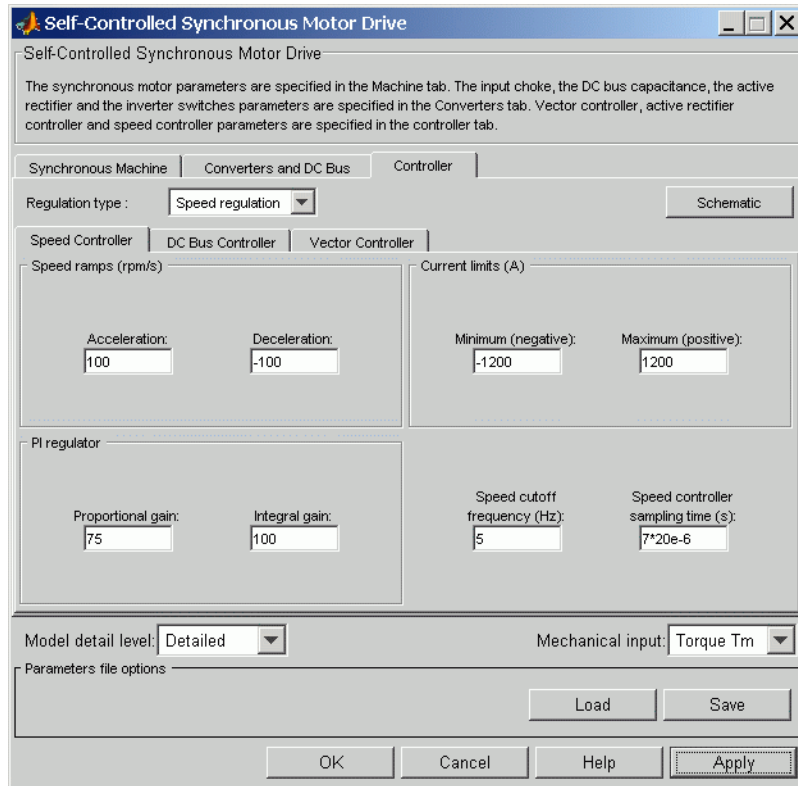 Self-Controlled Synchronous Motor Drive
Self-Controlled Synchronous Motor Drive
The synchronous motor parameters are specified in the Machine tab. The input choke, the DC bus capacitance, the active
rectifier and the inverter switches parameters are specified in the Converters tab. Vector controller, active rectifier
controller and speed controller parameters are specified in the controller tab.
Synchronous Machine Converters and DC Bus Controller
Regulation type : Speed regulation Schematic
Speed Controller DC Bus Controller Vector Controller
Speed ramps (rpm/s) Current limits (A)
Acceleration: Deceleration: Minimum (negative): Maximum (positive):
100 -100 -1200 1200
PI regulator
Speed cutoff Speed controller
Proportional gain: Integral gain: frequency (Hz): sampling time (s):
75 100 5 7*20e-6
Model detail level: Detailed Mechanical input: Torque Tm
Parameters file options
Load Save
OK Cancel Help Apply